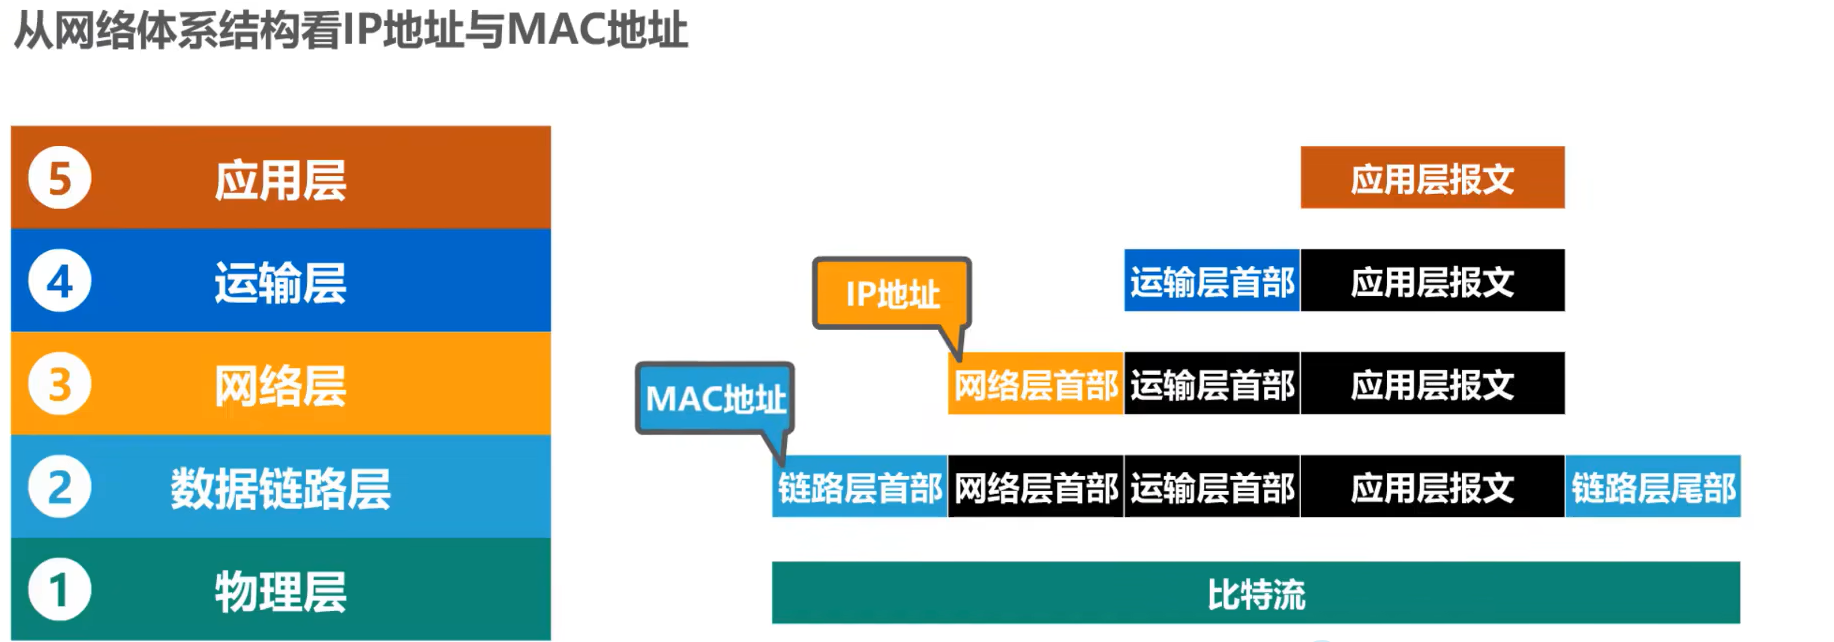 从网络体系结构看IP地址与MAC地址
5 应用层
应用层报文
4 运输层
运输层首部 应用层报文
IP地址
3 网络层
网络层首部 运输层首部 应用层报文
MAC地址
2 数据链路层
链路层首部 网络层首部 运输层首部 应用层报文 链路层尾部
1 物理层
比特流